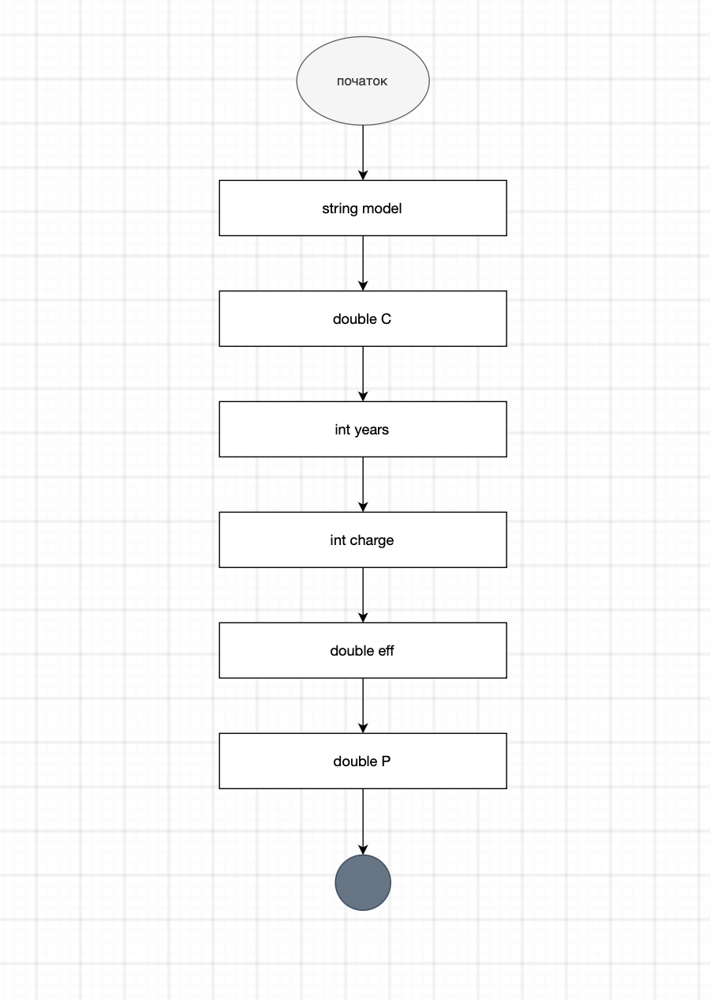 початок
string model
double C
int years
int charge
double eff
double P